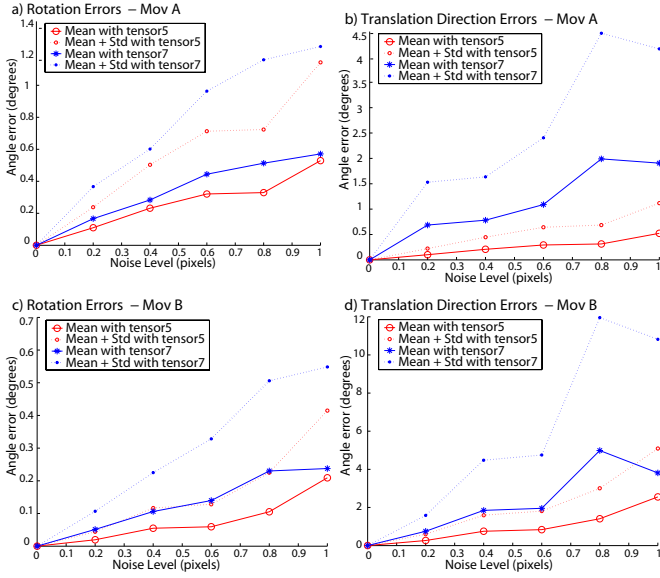 a) Rotation Errors – Mov A
1.4
1.2
1
0.8
0.6
0.4
0.2
0
Angle error (degrees)
Mean with tensor5
Mean + Std with tensor5
Mean with tensor7
Mean + Std with tensor7
0 0.1 0.2 0.3 0.4 0.5 0.6 0.7 0.8 0.9 1
Noise Level (pixels)
b) Translation Direction Errors – Mov A
4.5
4
3.5
3
2.5
2
1.5
1
0.5
0
Angle error (degrees)
Mean with tensor5
Mean + Std with tensor5
Mean with tensor7
Mean + Std with tensor7
0 0.1 0.2 0.3 0.4 0.5 0.6 0.7 0.8 0.9 1
Noise Level (pixels)
c) Rotation Errors – Mov B
0.7
0.6
0.5
0.4
0.3
0.2
0.1
0
Angle error (degrees)
Mean with tensor5
Mean + Std with tensor5
Mean with tensor7
Mean + Std with tensor7
0 0.1 0.2 0.3 0.4 0.5 0.6 0.7 0.8 0.9 1
Noise Level (pixels)
d) Translation Direction Errors – Mov B
12
10
8
6
4
2
0
Angle error (degrees)
Mean with tensor5
Mean + Std with tensor5
Mean with tensor7
Mean + Std with tensor7
0 0.1 0.2 0.3 0.4 0.5 0.6 0.7 0.8 0.9 1
Noise Level (pixels)